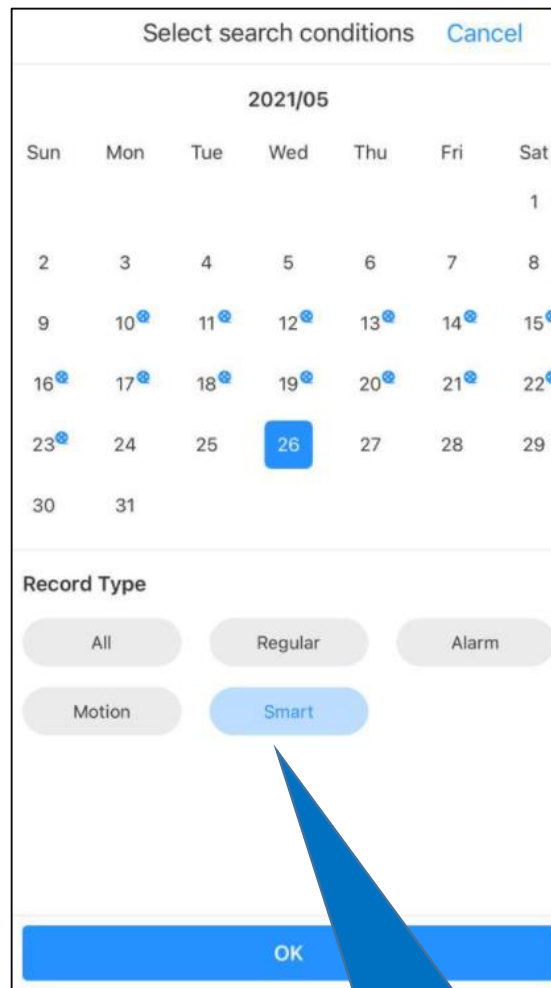 Select search conditions Cancel
2021/05
Sun Mon Tue Wed Thu Fri Sat
1
2 3 4 5 6 7 8
9 10 11 12 13 14 15
16 17 18 19 20 21 22
23 24 25 26 27 28 29
30 31
Record Type
All Regular Alarm
Motion Smart
OK